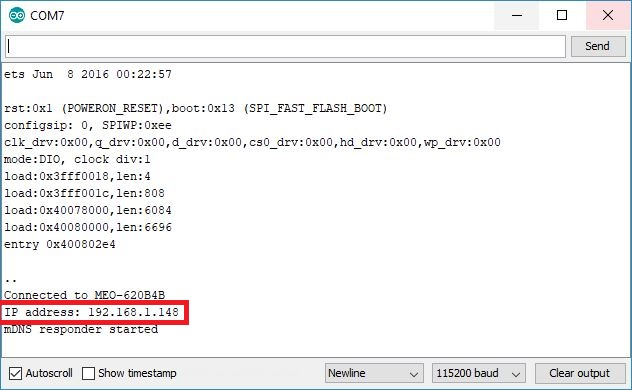 COM7
Send
ets Jun  8 2016 00:22:57
rst:0x1 (POWERON_RESET),boot:0x13 (SPI_FAST_FLASH_BOOT)
configsip: 0, SPIWP:0xee
clk_drv:0x00,q_drv:0x00,d_drv:0x00,cs0_drv:0x00,hd_drv:0x00,wp_drv:0x00
mode:DIO, clock div:1
load:0x3fff0018,len:4
load:0x3fff001c,len:808
load:0x40078000,len:6084
load:0x40080000,len:6696
entry 0x400802e4
..
Connected to MEO-620B4B
IP address: 192.168.1.148
mDNS responder started
Autoscroll Show timestamp Newline 115200 baud Clear output